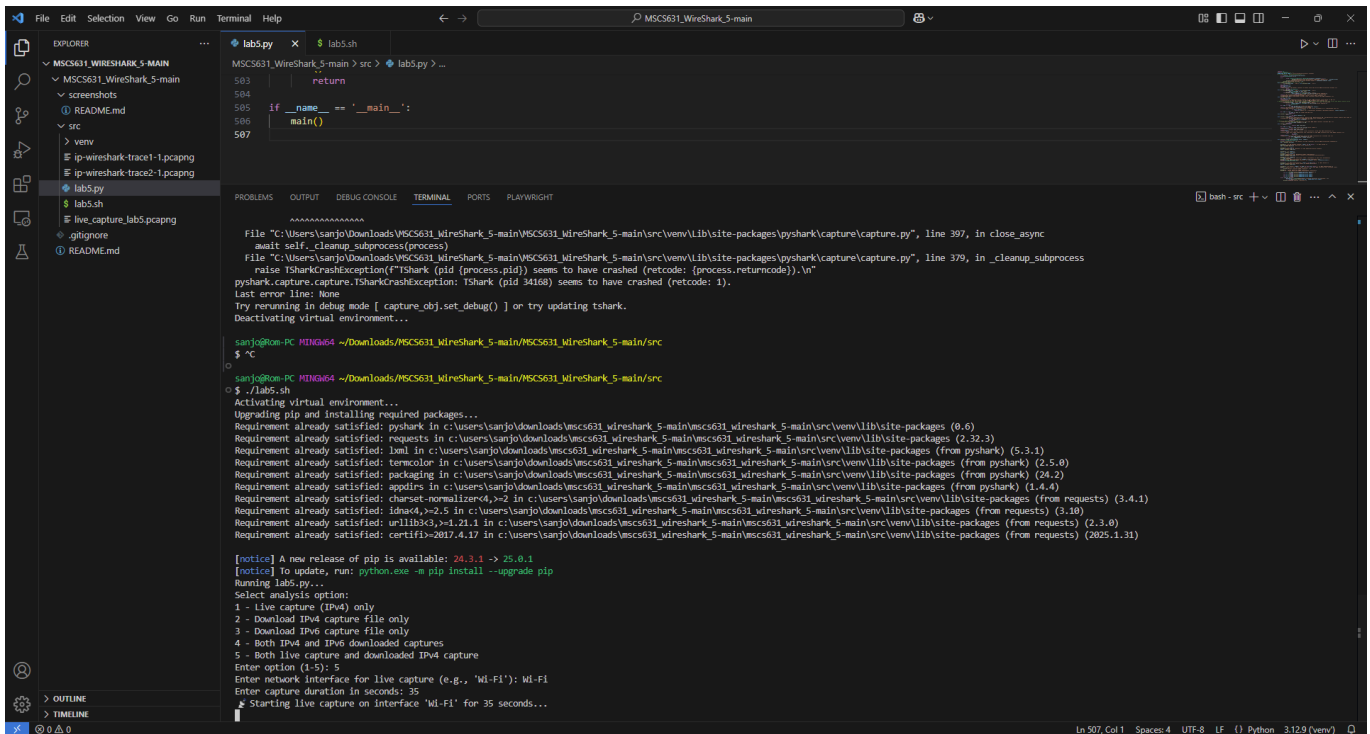 File Edit Selection View Go Run Terminal Help
MSCS631_WireShark_5-main
EXPLORER
MSCS631_WIRESHARK_5-MAIN
MSCS631_WireShark_5-main
screenshots
README.md
src
venv
ip-wireshark-trace1-1.pcapng
ip-wireshark-trace2-1.pcapng
lab5.py
lab5.sh
live_capture_lab5.pcapng
.gitignore
README.md
OUTLINE
TIMELINE
lab5.py
lab5.sh
MSCS631_WireShark_5-main > src > lab5.py > ...
503 return
504
505 if __name__ == '__main__':
506 main()
507
PROBLEMS OUTPUT DEBUG CONSOLE TERMINAL PORTS PLAYWRIGHT
bash - src
^^^^^^^^^^^^^^^
File "C:\Users\sanjo\Downloads\MSCS631_WireShark_5-main\MSCS631_WireShark_5-main\src\venv\Lib\site-packages\pyshark\capture\capture.py", line 397, in close_async
await self._cleanup_subprocess(process)
File "C:\Users\sanjo\Downloads\MSCS631_WireShark_5-main\MSCS631_WireShark_5-main\src\venv\Lib\site-packages\pyshark\capture\capture.py", line 379, in _cleanup_subprocess
raise TSharkCrashException(f"TShark (pid {process.pid}) seems to have crashed (retcode: {process.returncode}).\n"
pyshark.capture.capture.TSharkCrashException: TShark (pid 34168) seems to have crashed (retcode: 1).
Last error line: None
Try rerunning in debug mode [ capture_obj.set_debug() ] or try updating tshark.
Deactivating virtual environment...
sanjo@Rom-PC MINGW64 ~/Downloads/MSCS631_WireShark_5-main/MSCS631_WireShark_5-main/src
$ ^C
sanjo@Rom-PC MINGW64 ~/Downloads/MSCS631_WireShark_5-main/MSCS631_WireShark_5-main/src
$ ./lab5.sh
Activating virtual environment...
Upgrading pip and installing required packages...
Requirement already satisfied: pyshark in c:\users\sanjo\downloads\mscs631_wireshark_5-main\mscs631_wireshark_5-main\src\venv\lib\site-packages (0.6)
Requirement already satisfied: requests in c:\users\sanjo\downloads\mscs631_wireshark_5-main\mscs631_wireshark_5-main\src\venv\lib\site-packages (2.32.3)
Requirement already satisfied: lxml in c:\users\sanjo\downloads\mscs631_wireshark_5-main\mscs631_wireshark_5-main\src\venv\lib\site-packages (from pyshark) (5.3.1)
Requirement already satisfied: termcolor in c:\users\sanjo\downloads\mscs631_wireshark_5-main\mscs631_wireshark_5-main\src\venv\lib\site-packages (from pyshark) (2.5.0)
Requirement already satisfied: packaging in c:\users\sanjo\downloads\mscs631_wireshark_5-main\mscs631_wireshark_5-main\src\venv\lib\site-packages (from pyshark) (24.2)
Requirement already satisfied: appdirs in c:\users\sanjo\downloads\mscs631_wireshark_5-main\mscs631_wireshark_5-main\src\venv\lib\site-packages (from pyshark) (1.4.4)
Requirement already satisfied: charset-normalizer<4,>=2 in c:\users\sanjo\downloads\mscs631_wireshark_5-main\mscs631_wireshark_5-main\src\venv\lib\site-packages (from requests) (3.4.1)
Requirement already satisfied: idna<4,>=2.5 in c:\users\sanjo\downloads\mscs631_wireshark_5-main\mscs631_wireshark_5-main\src\venv\lib\site-packages (from requests) (3.10)
Requirement already satisfied: urllib3<3,>=1.21.1 in c:\users\sanjo\downloads\mscs631_wireshark_5-main\mscs631_wireshark_5-main\src\venv\lib\site-packages (from requests) (2.3.0)
Requirement already satisfied: certifi>=2017.4.17 in c:\users\sanjo\downloads\mscs631_wireshark_5-main\mscs631_wireshark_5-main\src\venv\lib\site-packages (from requests) (2025.1.31)
[notice] A new release of pip is available: 24.3.1 -> 25.0.1
[notice] To update, run: python.exe -m pip install --upgrade pip
Running lab5.py...
Select analysis option:
1 - Live capture (IPv4) only
2 - Download IPv4 capture file only
3 - Download IPv6 capture file only
4 - Both IPv4 and IPv6 downloaded captures
5 - Both live capture and downloaded IPv4 capture
Enter option (1-5): 5
Enter network interface for live capture (e.g., 'Wi-Fi'): Wi-Fi
Enter capture duration in seconds: 35
Starting live capture on interface 'Wi-Fi' for 35 seconds...
0 0 0
Ln 507, Col 1 Spaces: 4 UTF-8 LF {} Python 3.12.9 ('venv')